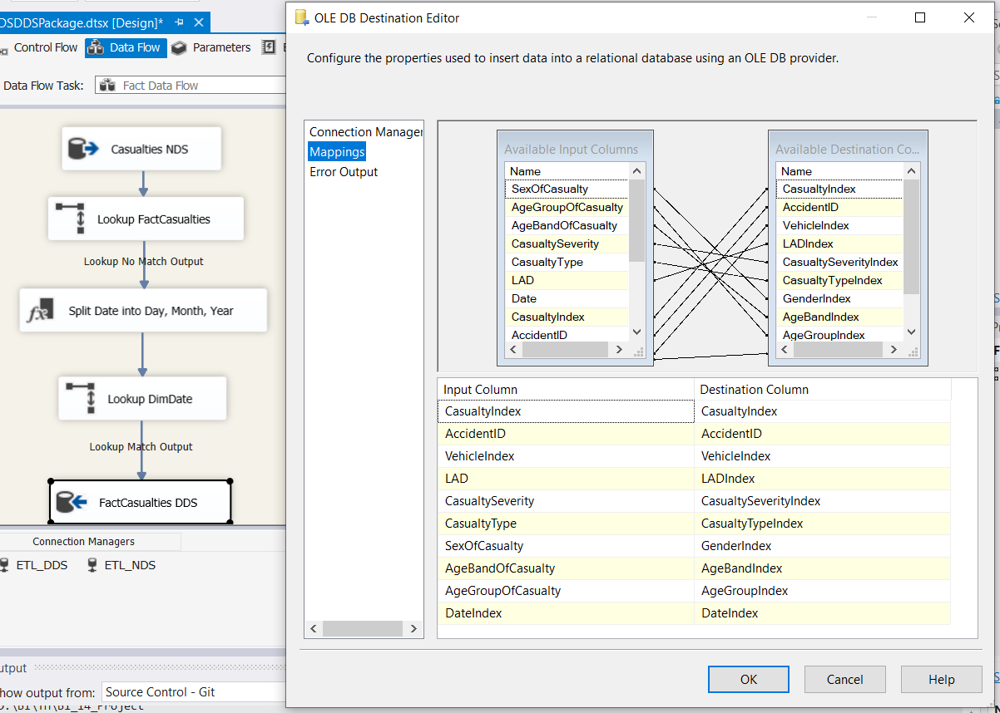 DSDDSPackage.dtsx [Design]*
Control Flow
Data Flow
Parameters
Data Flow Task:
Fact Data Flow
Casualties NDS
Lookup FactCasualties
Lookup No Match Output
Split Date into Day, Month, Year
Lookup DimDate
Lookup Match Output
FactCasualties DDS
Connection Managers
ETL_DDS
ETL_NDS
utput
how output from:
Source Control - Git
OLE DB Destination Editor
Configure the properties used to insert data into a relational database using an OLE DB provider.
Connection Manager
Mappings
Error Output
Available Input Columns
Name
SexOfCasualty
AgeGroupOfCasualty
AgeBandOfCasualty
CasualtySeverity
CasualtyType
LAD
Date
CasualtyIndex
AccidentID
Available Destination Co...
Name
CasualtyIndex
AccidentID
VehicleIndex
LADIndex
CasualtySeverityIndex
CasualtyTypeIndex
GenderIndex
AgeBandIndex
AgeGroupIndex
Input Column Destination Column
CasualtyIndex CasualtyIndex
AccidentID AccidentID
VehicleIndex VehicleIndex
LAD LADIndex
CasualtySeverity CasualtySeverityIndex
CasualtyType CasualtyTypeIndex
SexOfCasualty GenderIndex
AgeBandOfCasualty AgeBandIndex
AgeGroupOfCasualty AgeGroupIndex
DateIndex DateIndex
OK
Cancel
Help